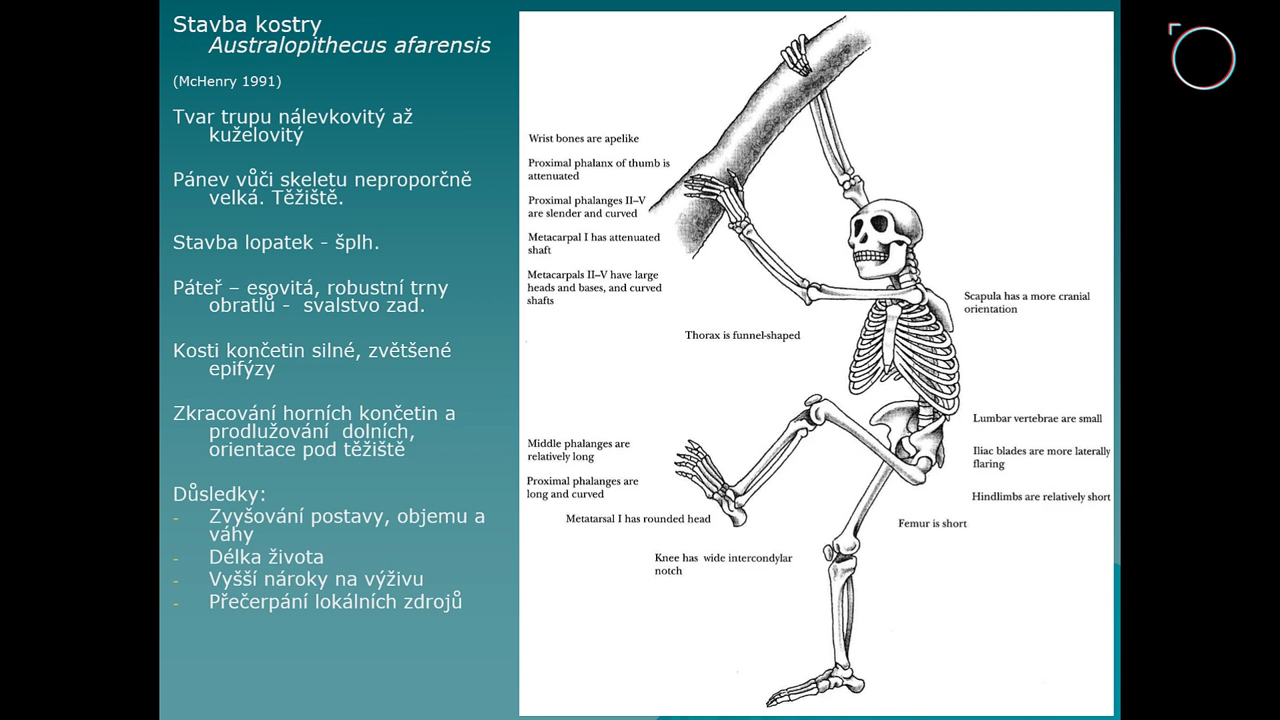 Stavba kostry
Australopithecus afarensis
(McHenry 1991)
Tvar trupu nálevkovitý až
kuželovitý
Pánev vůči skeletu neproporčně
velká. Těžiště.
Stavba lopatek - šplh.
Páteř – esovitá, robustní trny
obratlů - svalstvo zad.
Kosti končetin silné, zvětšené
epifýzy
Zkracování horních končetin a
prodlužování dolních,
orientace pod těžiště
Důsledky:
- Zvyšování postavy, objemu a
váhy
- Délka života
- Vyšší nároky na výživu
- Přečerpání lokálních zdrojů
Wrist bones are apelike
Proximal phalanx of thumb is
attenuated
Proximal phalanges II–V
are slender and curved
Metacarpal I has attenuated
shaft
Metacarpals II–V have large
heads and bases, and curved
shafts
Thorax is funnel-shaped
Scapula has a more cranial
orientation
Lumbar vertebrae are small
Iliac blades are more laterally
flaring
Hindlimbs are relatively short
Femur is short
Middle phalanges are
relatively long
Proximal phalanges are
long and curved
Metatarsal I has rounded head
Knee has wide intercondylar
notch